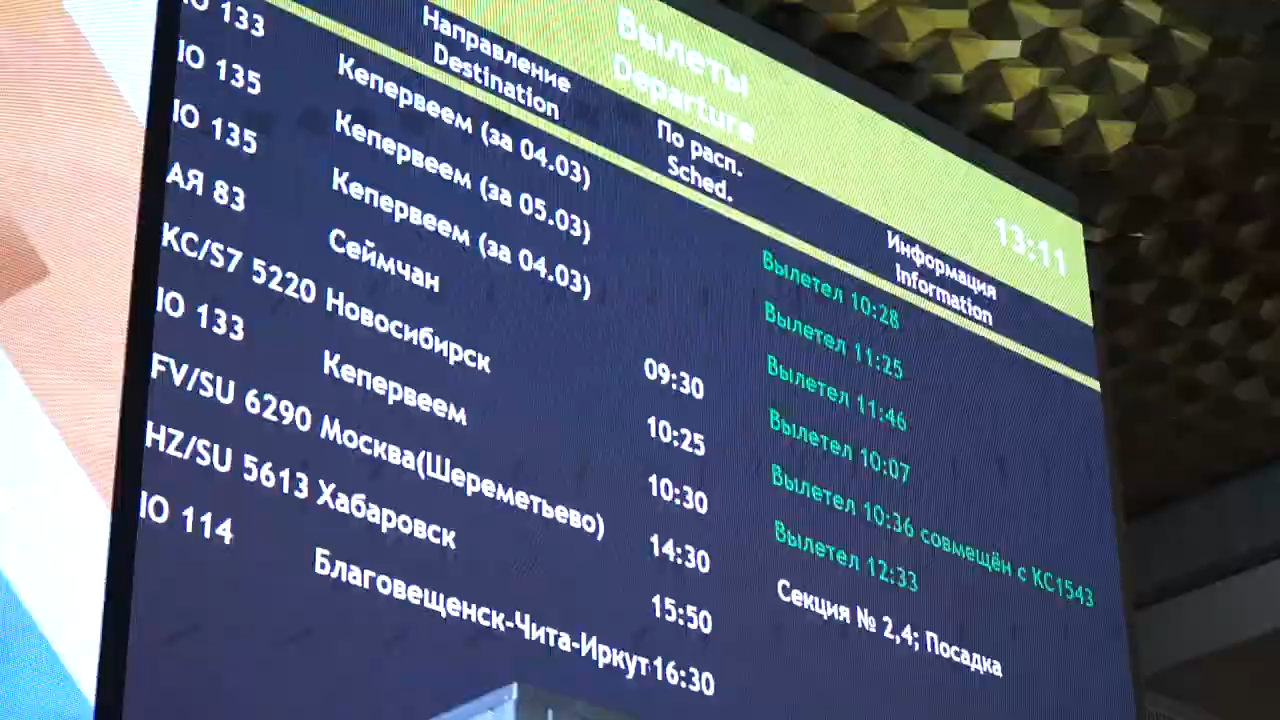 Вылеты
Departure
13:11
Направление По расп. Информация
Destination Sched. Information
IO 133 Кепервеем (за 04.03) Вылетел 10:28
IO 135 Кепервеем (за 05.03) Вылетел 11:25
IO 135 Кепервеем (за 04.03) Вылетел 11:46
АЯ 83 Сеймчан 09:30 Вылетел 10:07
КС/S7 5220 Новосибирск 10:25 Вылетел 10:36 совмещён с КС1543
IO 133 Кепервеем 10:30 Вылетел 12:33
FV/SU 6290 Москва(Шереметьево) 14:30 Секция № 2,4; Посадка
HZ/SU 5613 Хабаровск 15:50
IO 114 Благовещенск-Чита-Иркут 16:30